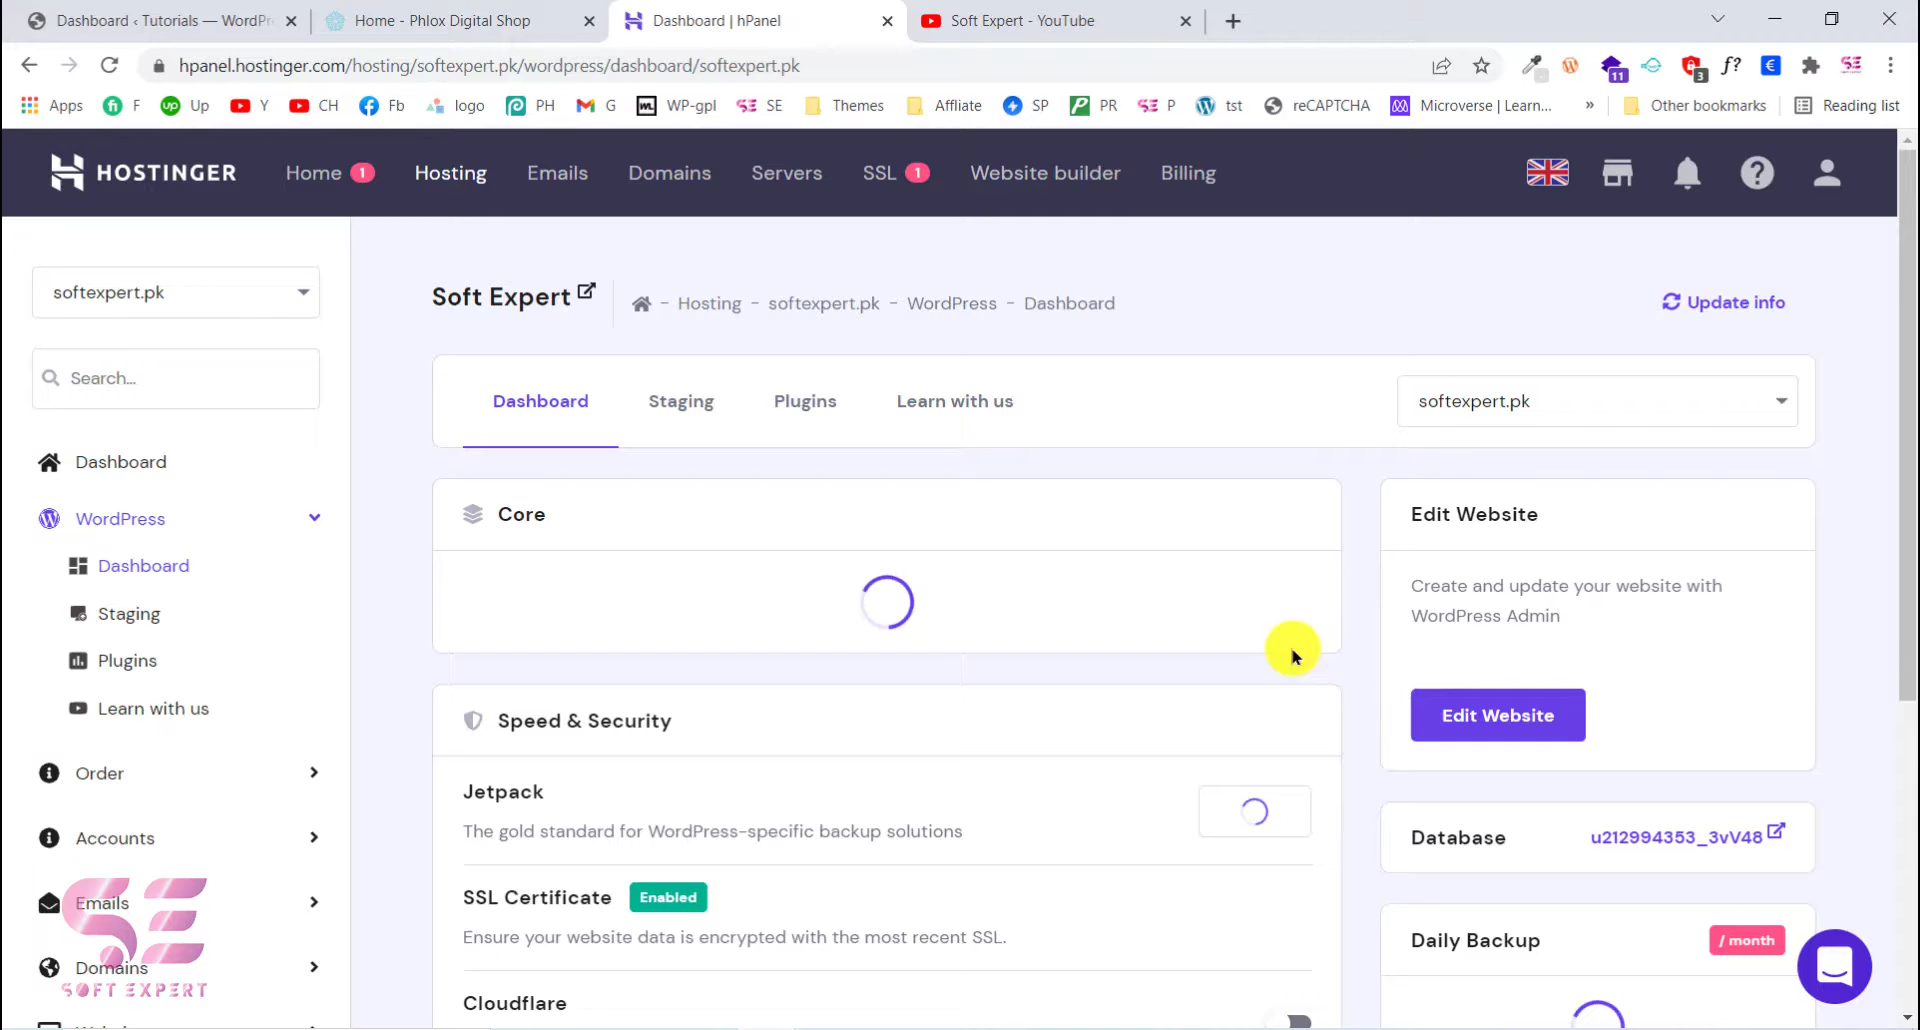 Dashboard ‹ Tutorials — WordPr
Home - Phlox Digital Shop
Dashboard | hPanel
Soft Expert - YouTube
hpanel.hostinger.com/hosting/softexpert.pk/wordpress/dashboard/softexpert.pk
11
3
f?
Apps
F
Up
Y
CH
Fb
logo
PH
G
WP-gpl
SE
Themes
Affliate
SP
PR
P
tst
reCAPTCHA
Microverse | Learn...
»
Other bookmarks
Reading list
HOSTINGER
Home 1
Hosting
Emails
Domains
Servers
SSL 1
Website builder
Billing
softexpert.pk
Search...
Dashboard
WordPress
Dashboard
Staging
Plugins
Learn with us
Order
Accounts
Emails
Domains
SE
SOFT EXPERT
Soft Expert
- Hosting - softexpert.pk - WordPress - Dashboard
Update info
Dashboard
Staging
Plugins
Learn with us
softexpert.pk
Core
Speed & Security
Jetpack
The gold standard for WordPress-specific backup solutions
SSL Certificate Enabled
Ensure your website data is encrypted with the most recent SSL.
Cloudflare
Edit Website
Create and update your website with
WordPress Admin
Edit Website
Database
u212994353_3vV48
Daily Backup
/ month